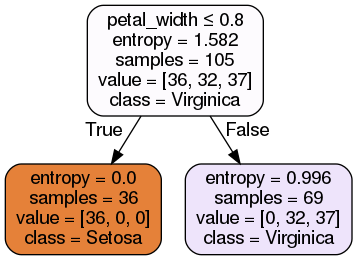 petal_width ≤ 0.8
entropy = 1.582
samples = 105
value = [36, 32, 37]
class = Virginica
True
False
entropy = 0.0
samples = 36
value = [36, 0, 0]
class = Setosa
entropy = 0.996
samples = 69
value = [0, 32, 37]
class = Virginica